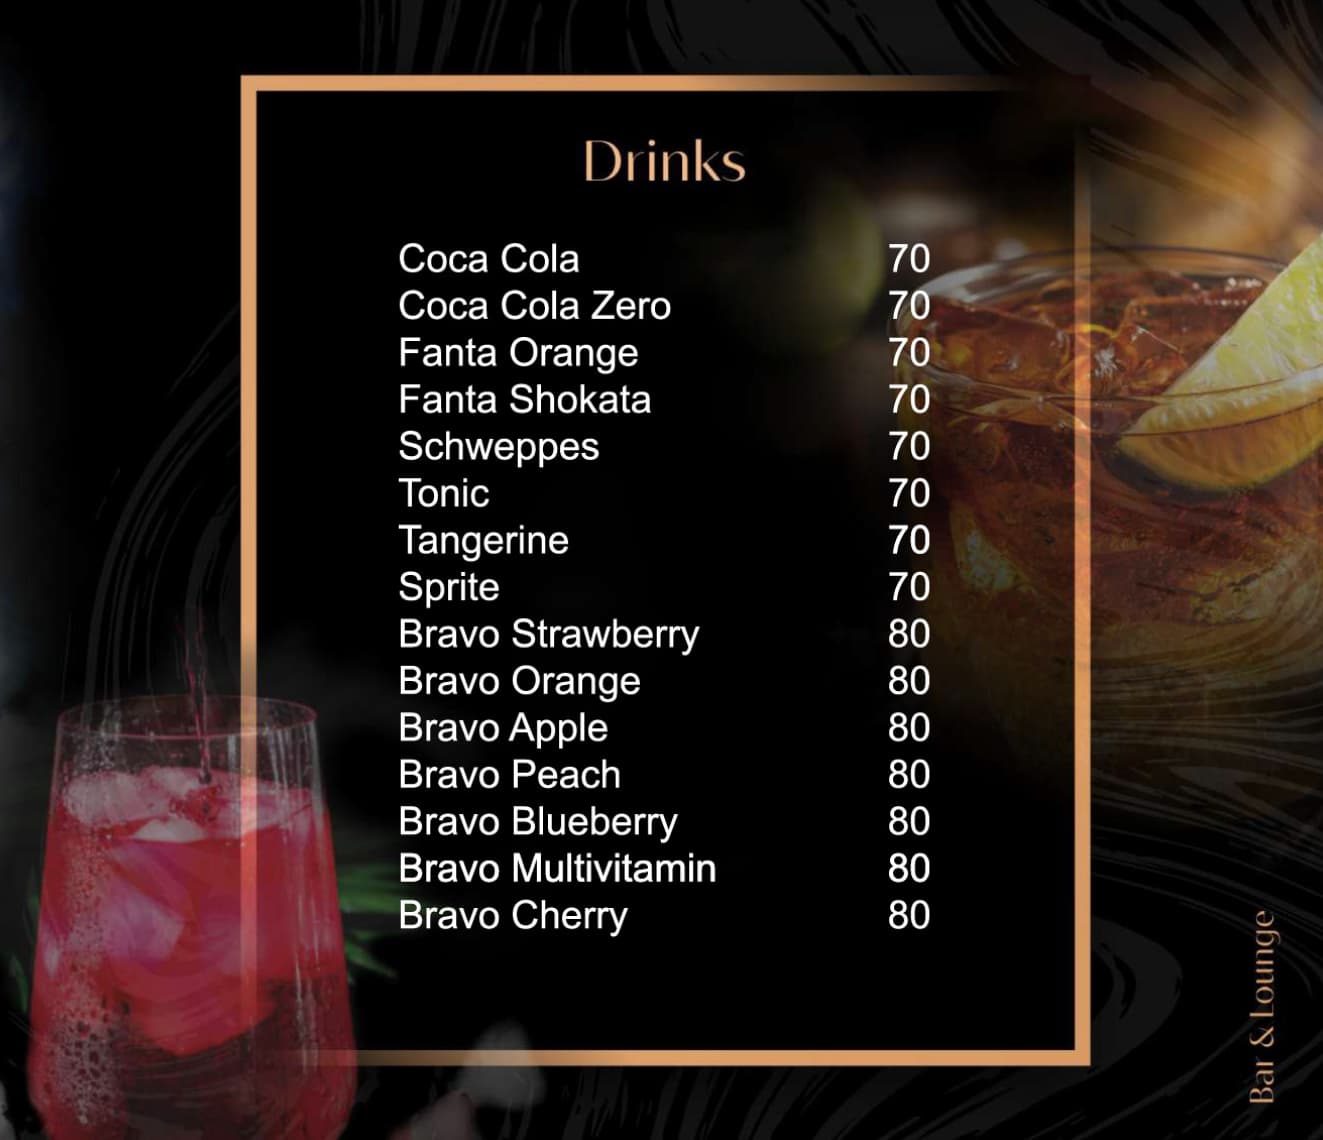 Drinks
Coca Cola 70
Coca Cola Zero 70
Fanta Orange 70
Fanta Shokata 70
Schweppes 70
Tonic 70
Tangerine 70
Sprite 70
Bravo Strawberry 80
Bravo Orange 80
Bravo Apple 80
Bravo Peach 80
Bravo Blueberry 80
Bravo Multivitamin 80
Bravo Cherry 80
Bar & Lounge